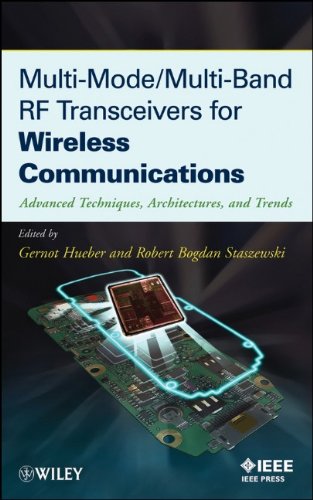 Multi-Mode/Multi-Band
RF Transceivers for
Wireless
Communications
Advanced Techniques, Architectures, and Trends
Edited by
Gernot Hueber and Robert Bogdan Staszewski
WILEY
IEEE
IEEE PRESS